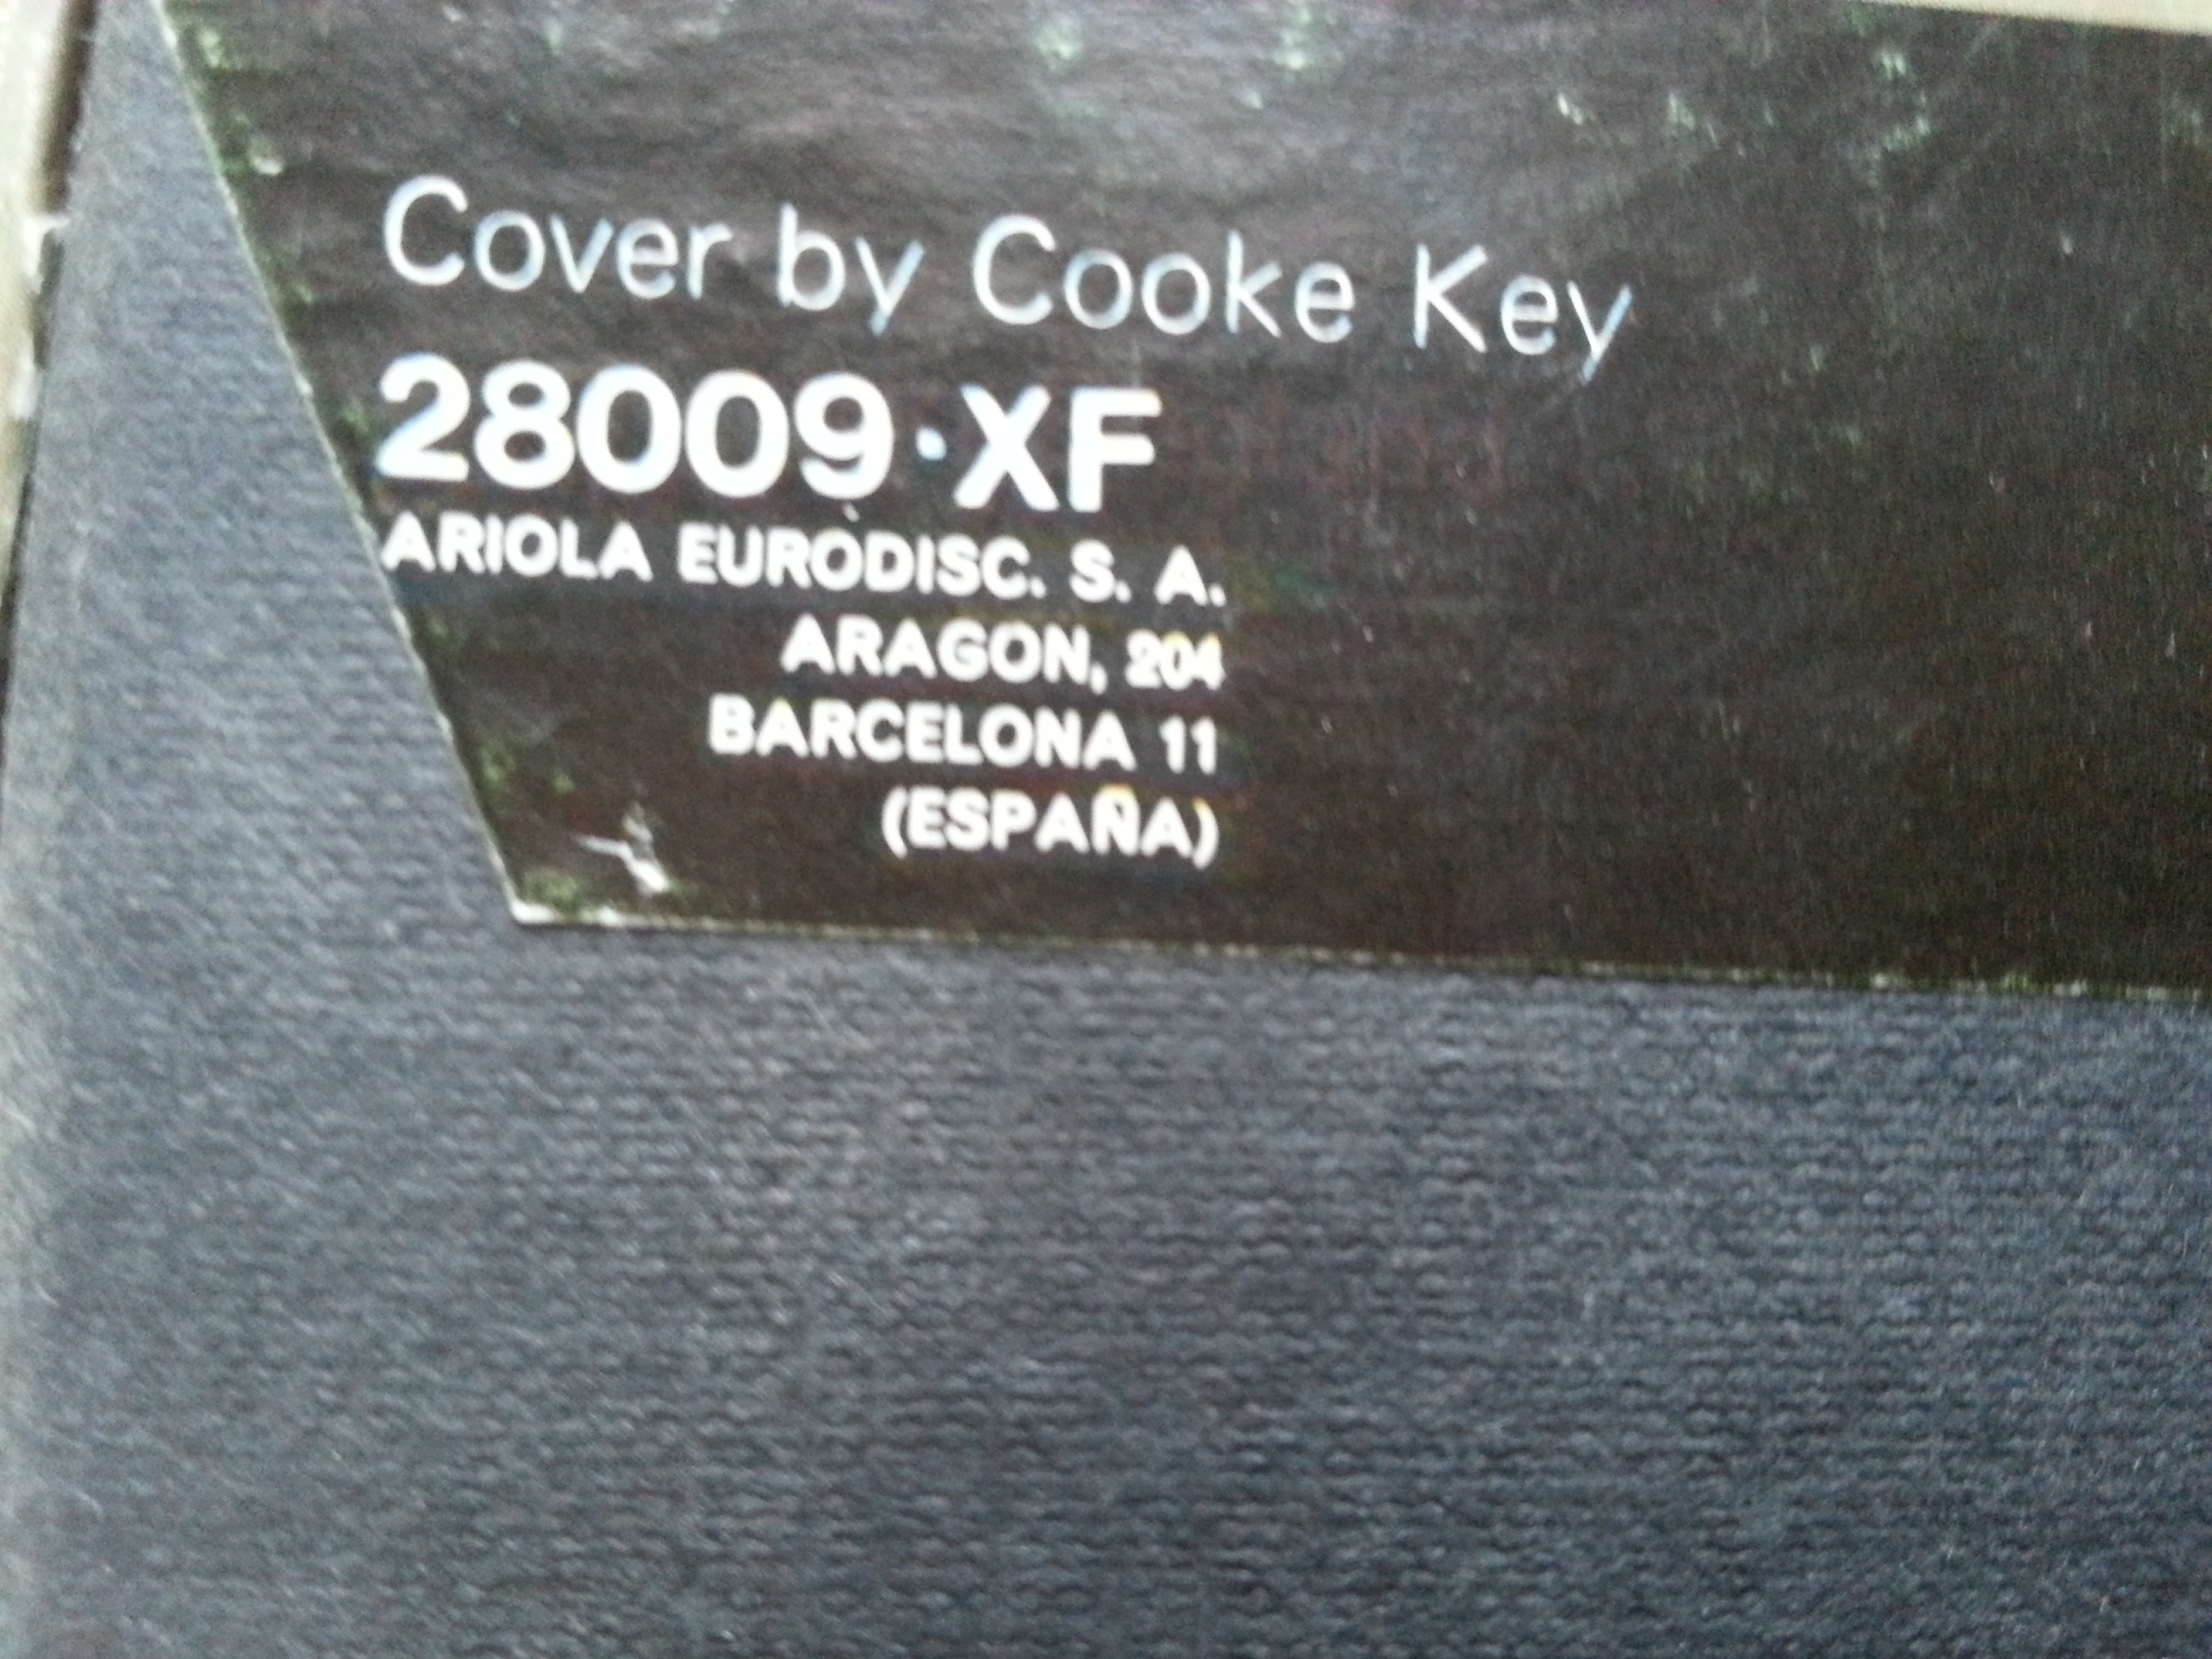 Cover by Cooke Key
28009·XF
ARIOLA EURODISC. S. A.
ARAGON, 204
BARCELONA 11
(ESPAÑA)